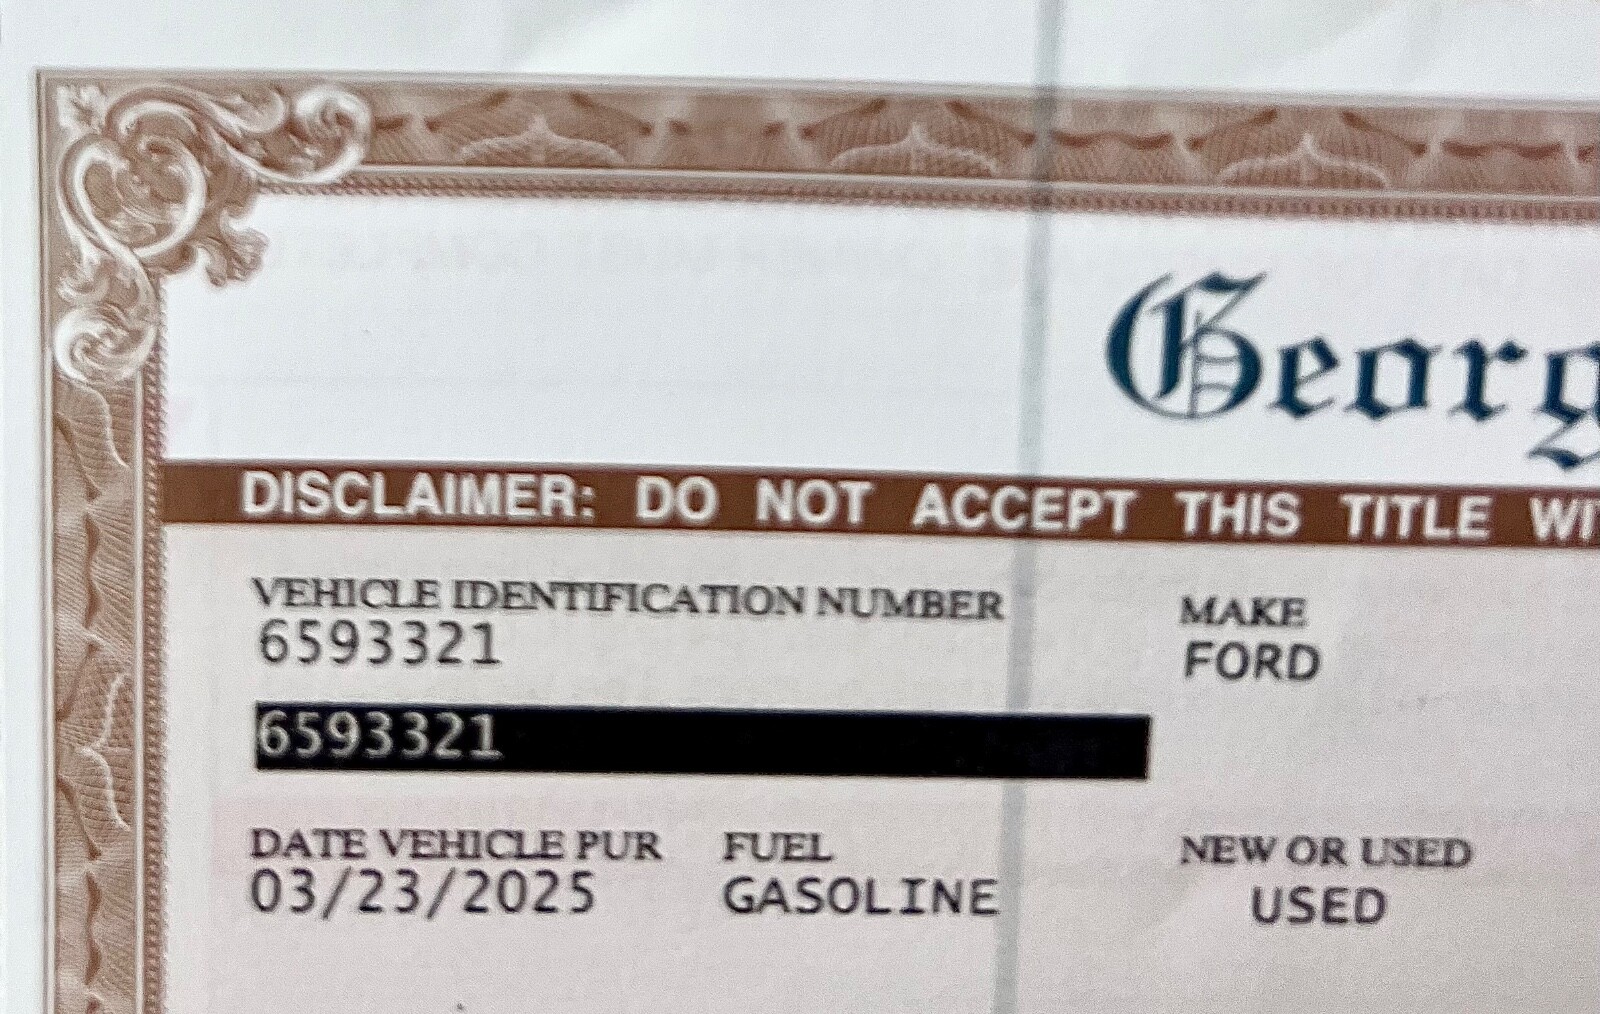 Georg
DISCLAIMER: DO NOT ACCEPT THIS TITLE WI
VEHICLE IDENTIFICATION NUMBER MAKE
6593321 FORD
6593321
DATE VEHICLE PUR FUEL NEW OR USED
03/23/2025 GASOLINE USED